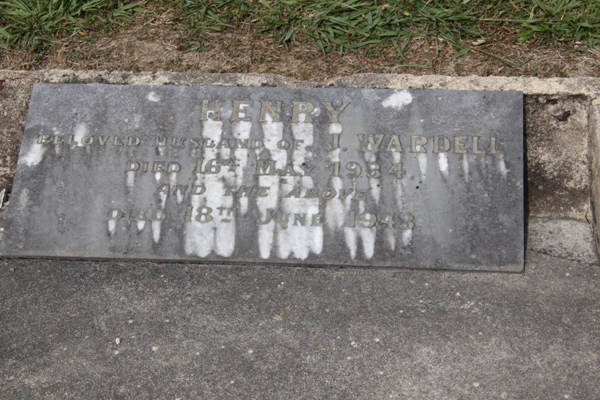 HENRY
BELOVED HUSBAND OF J. WARDELL
DIED 16TH MAY 1934
AND THE ABOVE
DIED 18TH JUNE 1943